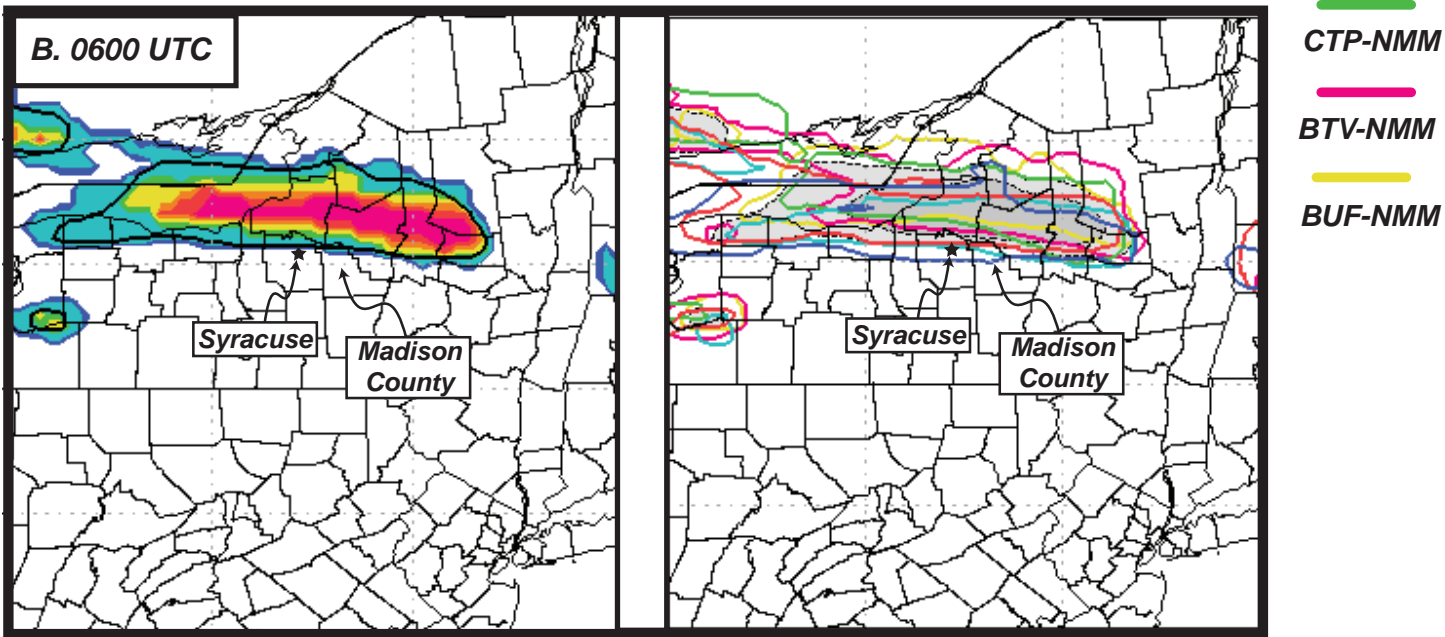 B. 0600 UTC
Syracuse
Madison
County
Syracuse
Madison
County
CTP-NMM
BTV-NMM
BUF-NMM